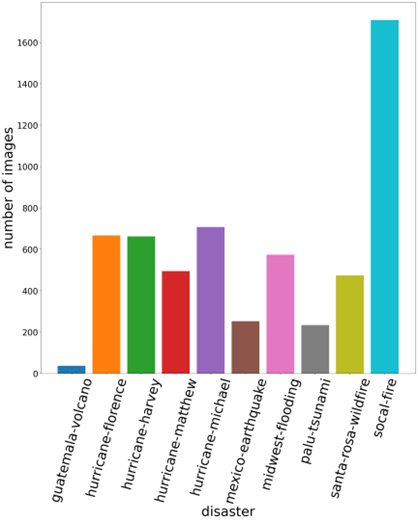 number of images
1600
1400
1200
1000
800
600
400
200
0
guatemala-volcano
hurricane-florence
hurricane-harvey
hurricane-matthew
hurricane-michael
mexico-earthquake
midwest-flooding
palu-tsunami
santa-rosa-wildfire
socal-fire
disaster